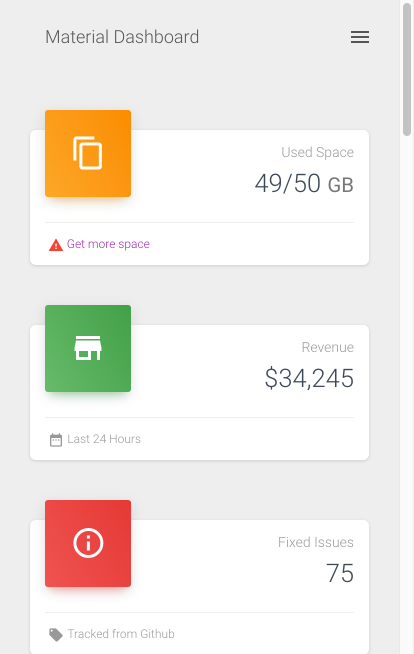 Material Dashboard
Used Space
49/50 GB
Get more space
Revenue
$34,245
Last 24 Hours
Fixed Issues
75
Tracked from Github